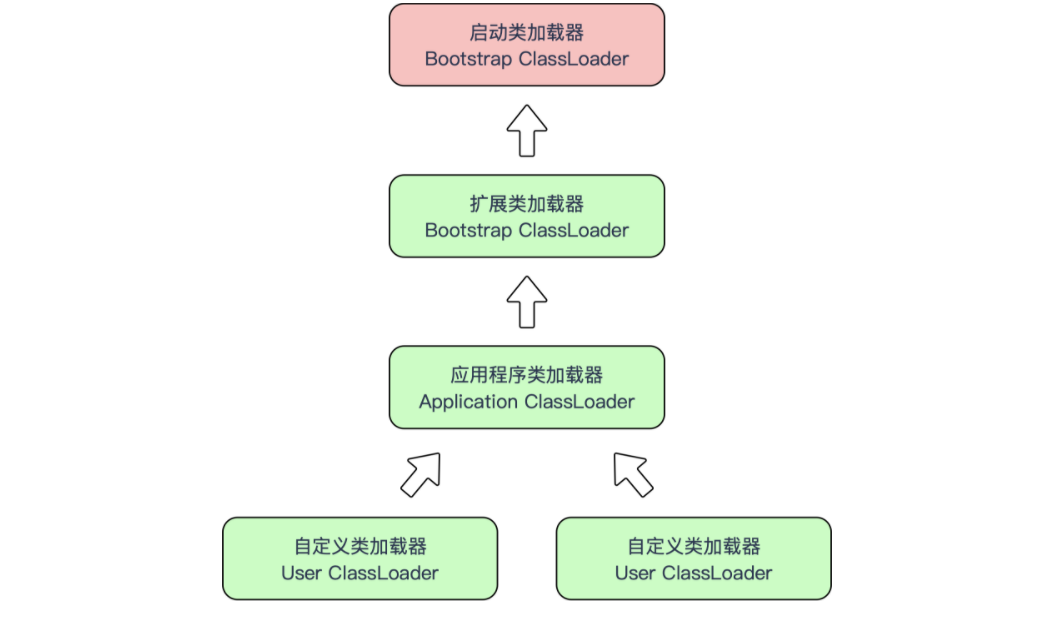 启动类加载器
Bootstrap ClassLoader
扩展类加载器
Bootstrap ClassLoader
应用程序类加载器
Application ClassLoader
自定义类加载器
User ClassLoader
自定义类加载器
User ClassLoader